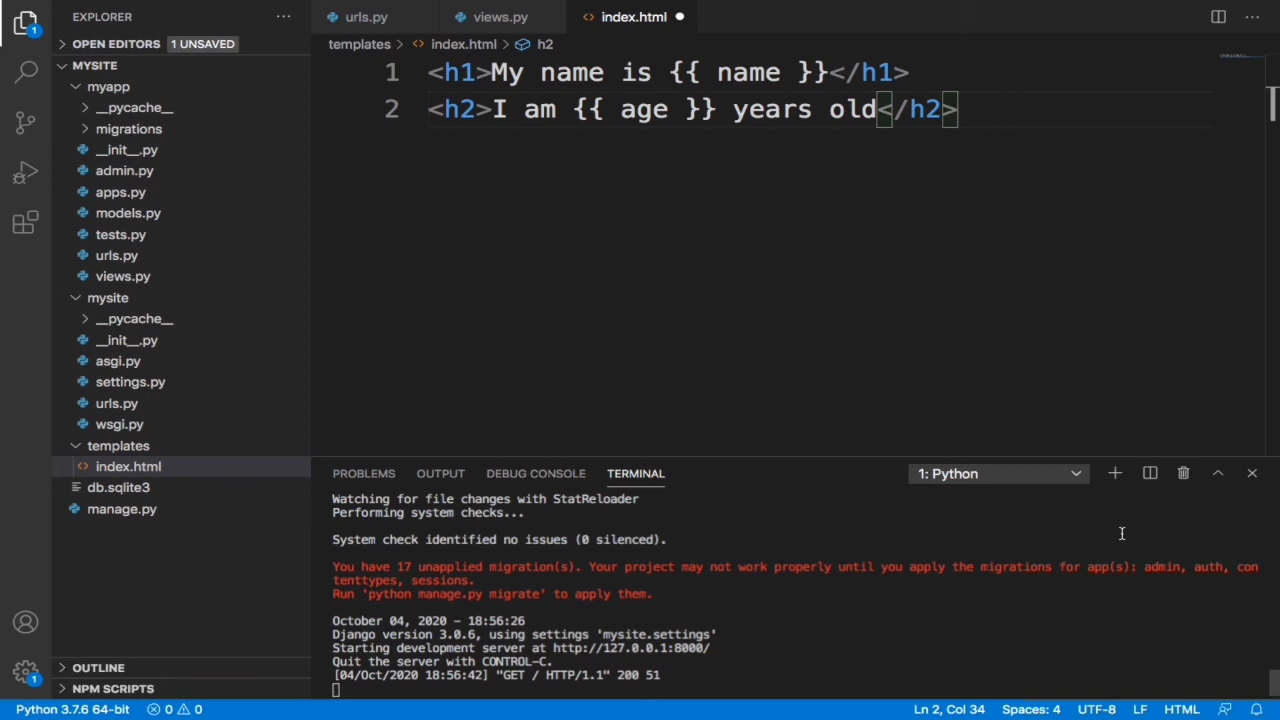 EXPLORER
OPEN EDITORS 1 UNSAVED
MYSITE
myapp
__pycache__
migrations
__init__.py
admin.py
apps.py
models.py
tests.py
urls.py
views.py
mysite
__pycache__
__init__.py
asgi.py
settings.py
urls.py
wsgi.py
templates
index.html
db.sqlite3
manage.py
OUTLINE
NPM SCRIPTS
1
1
urls.py views.py index.html
templates > index.html > h2
1 <h1>My name is {{ name }}</h1>
2 <h2>I am {{ age }} years old</h2>
PROBLEMS OUTPUT DEBUG CONSOLE TERMINAL 1: Python
Watching for file changes with StatReloader
Performing system checks...
System check identified no issues (0 silenced).
You have 17 unapplied migration(s). Your project may not work properly until you apply the migrations for app(s): admin, auth, con
tenttypes, sessions.
Run 'python manage.py migrate' to apply them.
October 04, 2020 - 18:56:26
Django version 3.0.6, using settings 'mysite.settings'
Starting development server at http://127.0.0.1:8000/
Quit the server with CONTROL-C.
[04/Oct/2020 18:56:42] "GET / HTTP/1.1" 200 51
Python 3.7.6 64-bit 0 0 Ln 2, Col 34 Spaces: 4 UTF-8 LF HTML